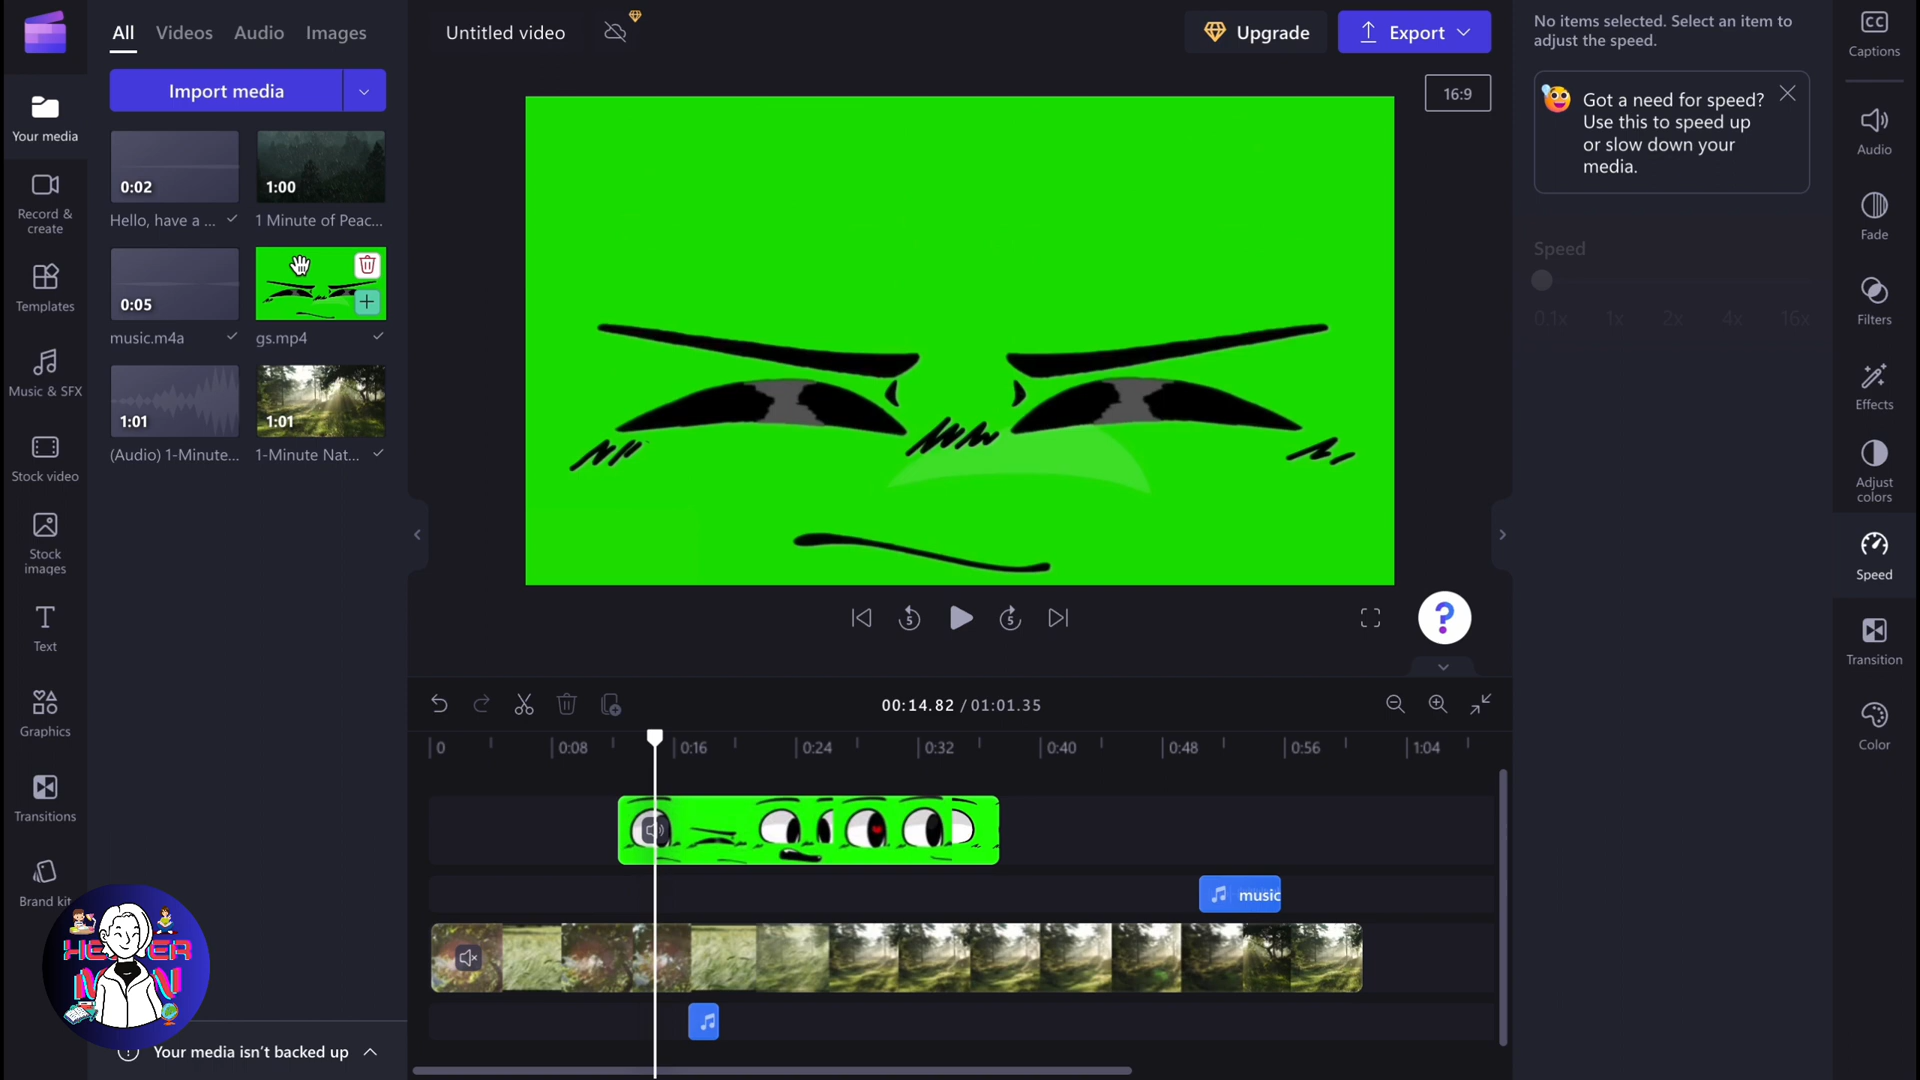 All
Videos
Audio
Images
Untitled video
Upgrade
Export
No items selected. Select an item to
adjust the speed.
CC
Captions
Import media
16:9
Got a need for speed?
Use this to speed up
or slow down your
media.
Your media
Record &
create
Templates
Music & SFX
Stock video
Stock
images
Text
Graphics
Transitions
Brand kit
0:02
Hello, have a ...
1:00
1 Minute of Peac...
0:05
music.m4a
gs.mp4
1:01
(Audio) 1-Minute...
1:01
1-Minute Nat...
Audio
Fade
Filters
Effects
Adjust
colors
Speed
Transition
Color
Speed
0.1x
1x
2x
4x
16x
5
5
?
00:14.82 / 01:01.35
0
0:08
0:16
0:24
0:32
0:40
0:48
0:56
1:04
music
Your media isn't backed up